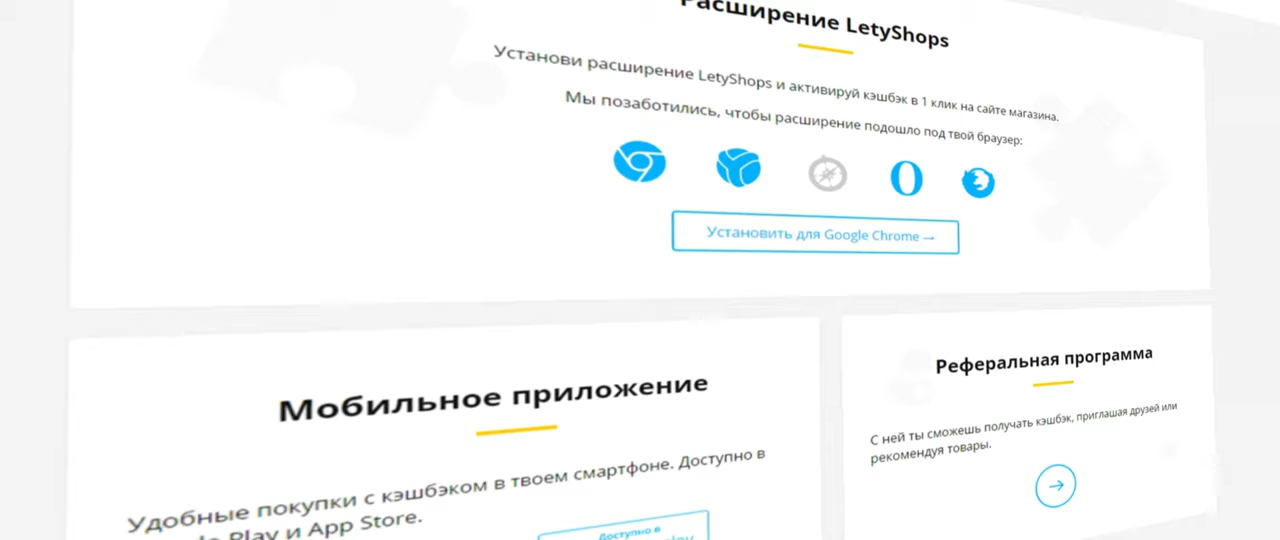 Расширение LetyShops
Установи расширение LetyShops и активируй кэшбэк в 1 клик на сайте магазина.
Мы позаботились, чтобы расширение подошло под твой браузер:
Установить для Google Chrome →
Мобильное приложение
Удобные покупки с кэшбэком в твоем смартфоне. Доступно в
Play и App Store.
Доступно в
Реферальная программа
С ней ты сможешь получать кэшбэк, приглашая друзей или
рекомендуя товары.